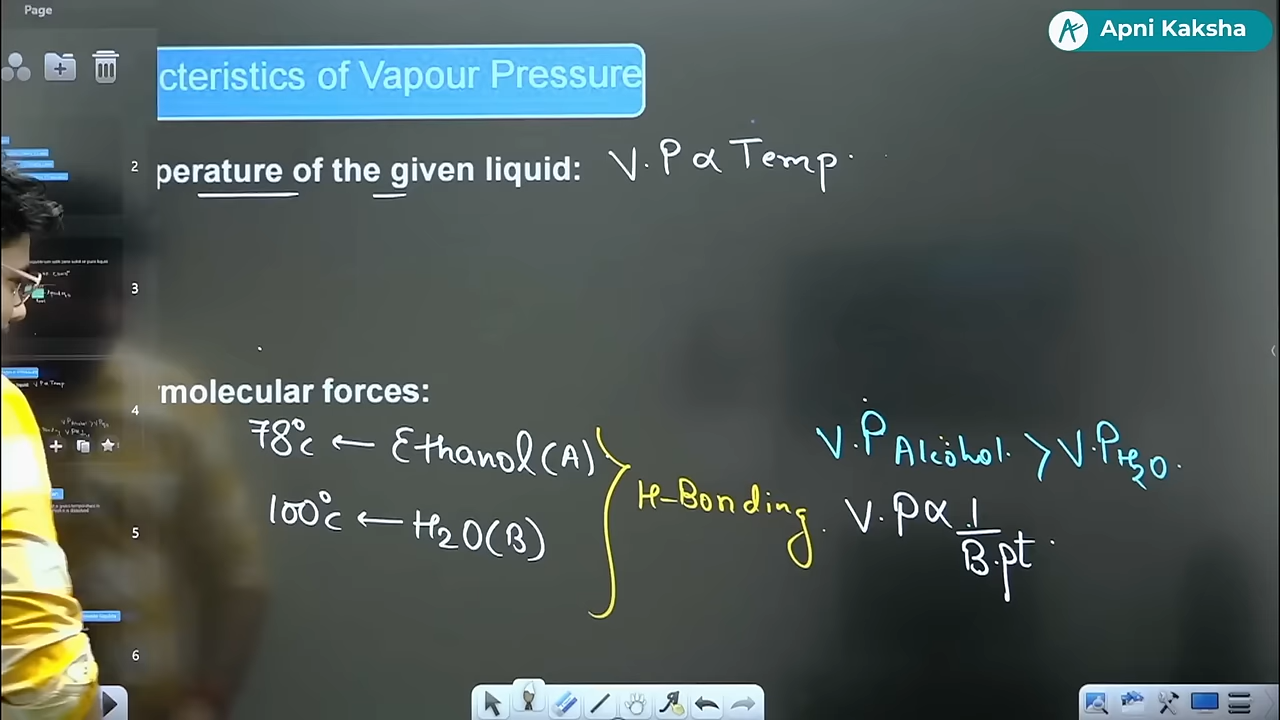 Page
Apni Kaksha
cteristics of Vapour Pressure
perature of the given liquid: V.P α Temp.
2
3
4
5
6
molecular forces:
78°c ← Ethanol(A)
100°c ← H2O(B)
H-Bonding.
V.P Alcohol. > V.P H2O.
V.P α 1
B.pt.